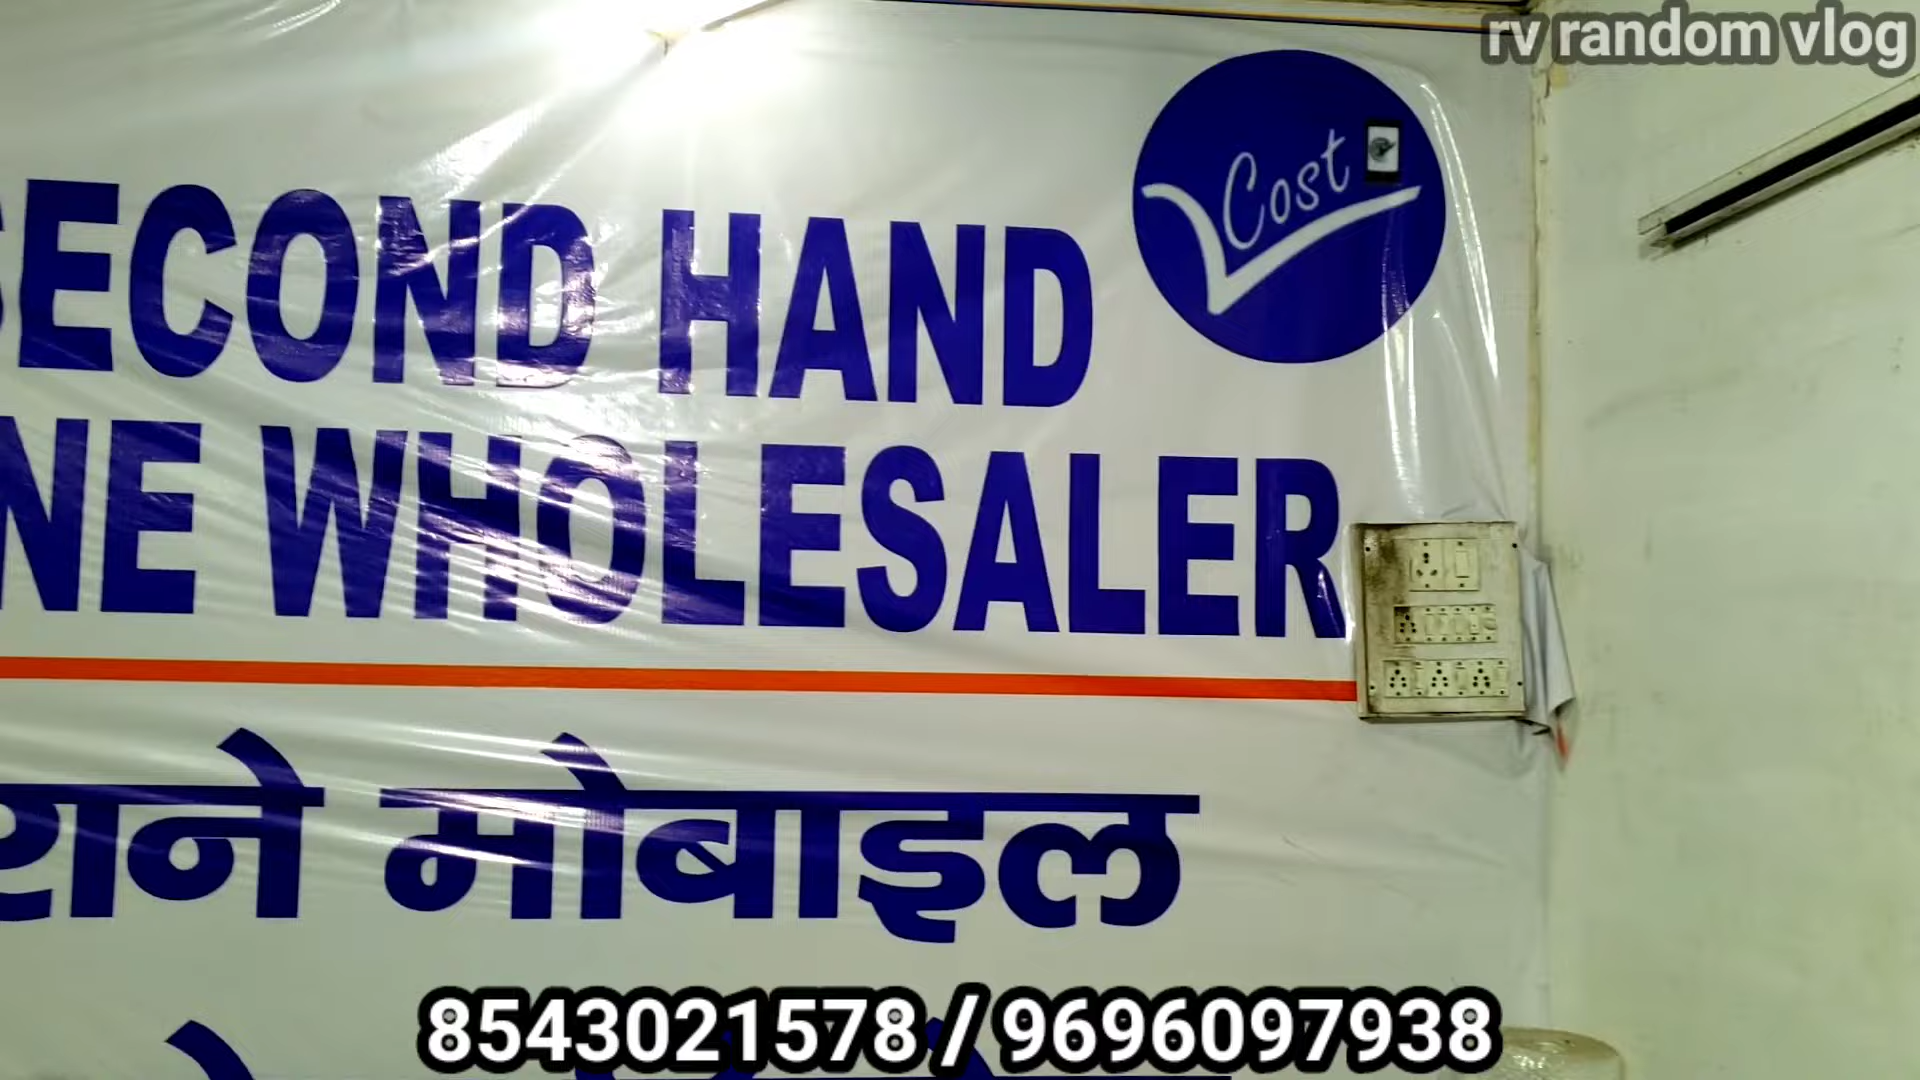 rv random vlog
Cost
SECOND HAND
NE WHOLESALER
राने मोबाइल
8543021578 / 9696097938